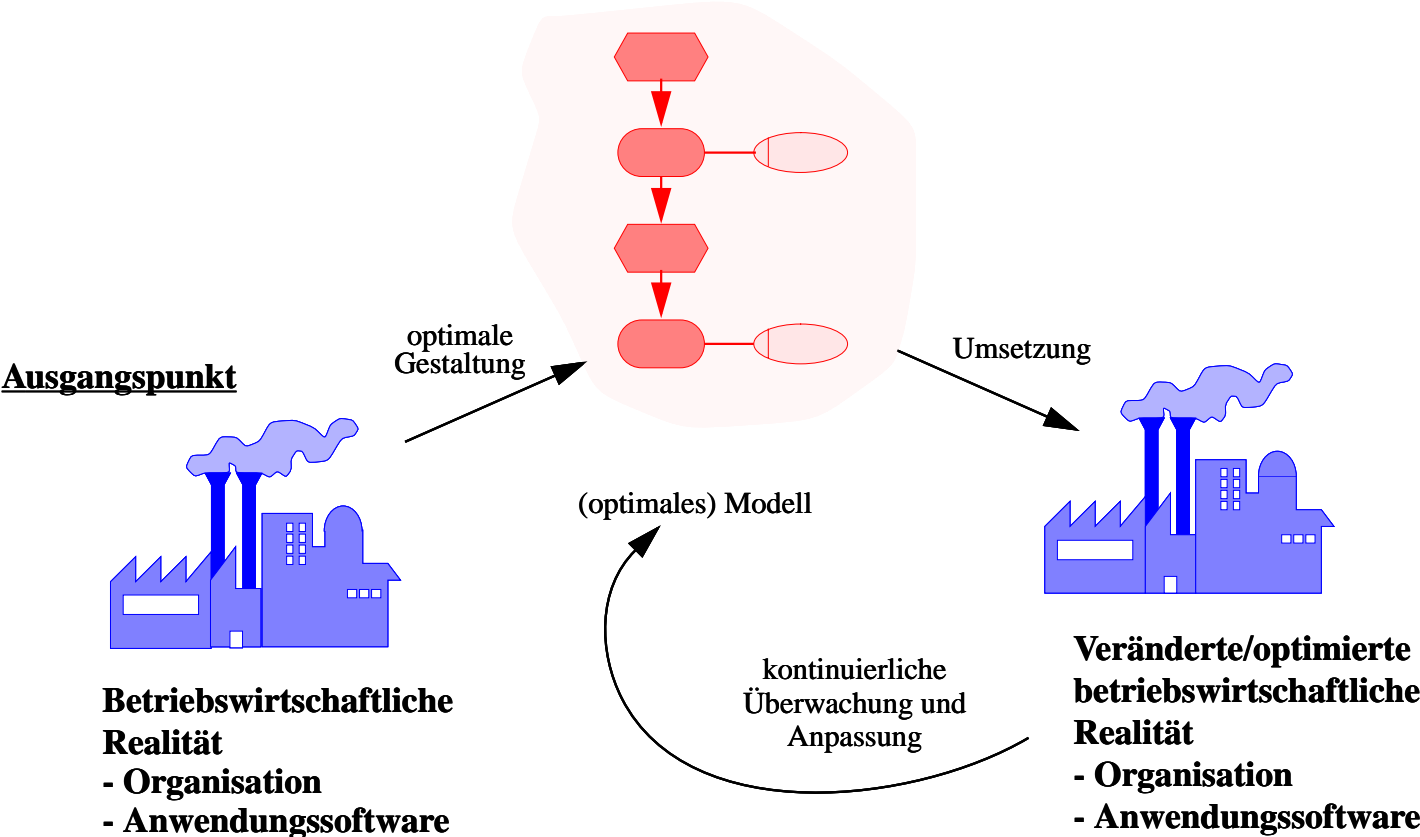 Ausgangspunkt
optimale
Gestaltung
Umsetzung
(optimales) Modell
Betriebswirtschaftliche
Realität
- Organisation
- Anwendungssoftware
kontinuierliche
Überwachung und
Anpassung
Veränderte/optimierte
betriebswirtschaftliche
Realität
- Organisation
- Anwendungssoftware